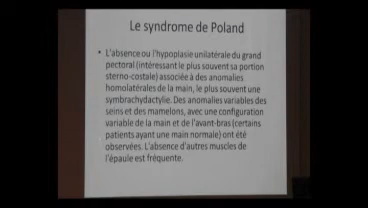 Le syndrome de Poland
• L'absence ou l'hypoplasie unilatérale du grand
pectoral (intéressant le plus souvent sa portion
sterno-costale) associée à des anomalies
homolatérales de la main, le plus souvent une
symbrachydactylie. Des anomalies variables des
seins et des mamelons, avec une configuration
variable de la main et de l'avant-bras (certains
patients ayant une main normale) ont été
observées. L'absence d'autres muscles de
l'épaule est fréquente.